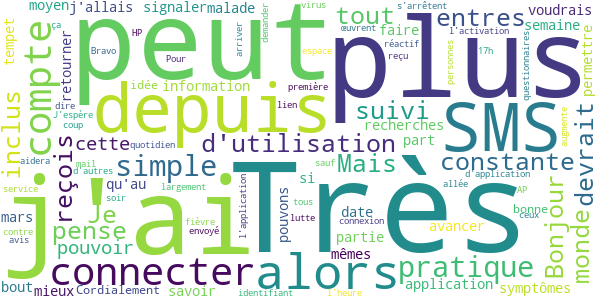 moyen
j'allais
signaler
malade
virus
demander
s'arrêtent
voudrais
ça
Bravo
HP
Pour
arriver
peut
plus
tout
entres
semaine
œuvrent
réactif
reçu
17h
l'activation
questionnaires
permettre
tempet
compte
retourner
idée
information
espace
première
faire
personnes
dire
J'espère
coup
depuis
lien
suivi
SMS
devrait
augmente
inclus
reçois
cette
d'utilisation
recherches
part
constante
aidera
quotidien
mail
d'autres
simple
Mais
si
d'application
service
j'ai
Très
qu'au
largement
sauf
tous
allée
AP
Je
pense
soir
l'application
pouvons
date
connexion
bonne
ceux
Bonjour
monde
mars
contre
avis
pouvoir
fièvre
envoyé
lutte
partie
avancer
mêmes
bout
connecter
alors
pratique
mieux
Cordialement
savoir
identifiant
l'heure
application
symptômes